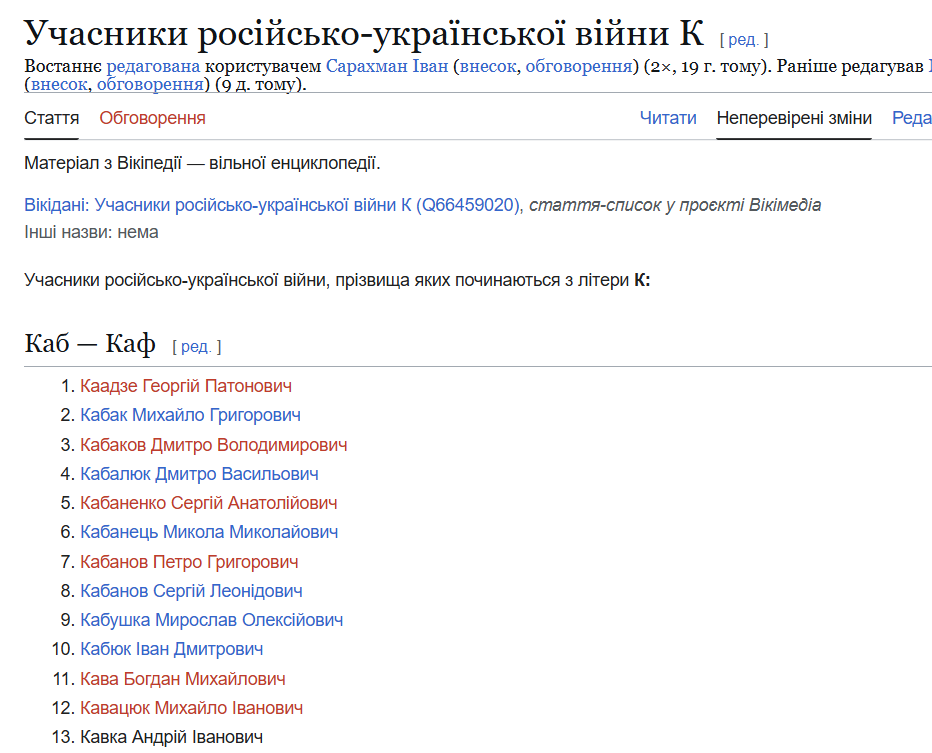 Учасники російсько-української війни К [ ред. ]
Востаннє редагована користувачем Сарахман Іван (внесок, обговорення) (2×, 19 г. тому). Раніше редагував
(внесок, обговорення) (9 д. тому).
Стаття Обговорення Читати Неперевірені зміни
Матеріал з Вікіпедії — вільної енциклопедії.
Вікідані: Учасники російсько-української війни К (Q66459020), стаття-список у проєкті Вікімедіа
Інші назви: нема
Учасники російсько-української війни, прізвища яких починаються з літери К:
Каб — Каф [ ред. ]
1. Каадзе Георгій Патонович
2. Кабак Михайло Григорович
3. Кабаков Дмитро Володимирович
4. Кабалюк Дмитро Васильович
5. Кабаненко Сергій Анатолійович
6. Кабанець Микола Миколайович
7. Кабанов Петро Григорович
8. Кабанов Сергій Леонідович
9. Кабушка Мирослав Олексійович
10. Кабюк Іван Дмитрович
11. Кава Богдан Михайлович
12. Кавацюк Михайло Іванович
13. Кавка Андрій Іванович